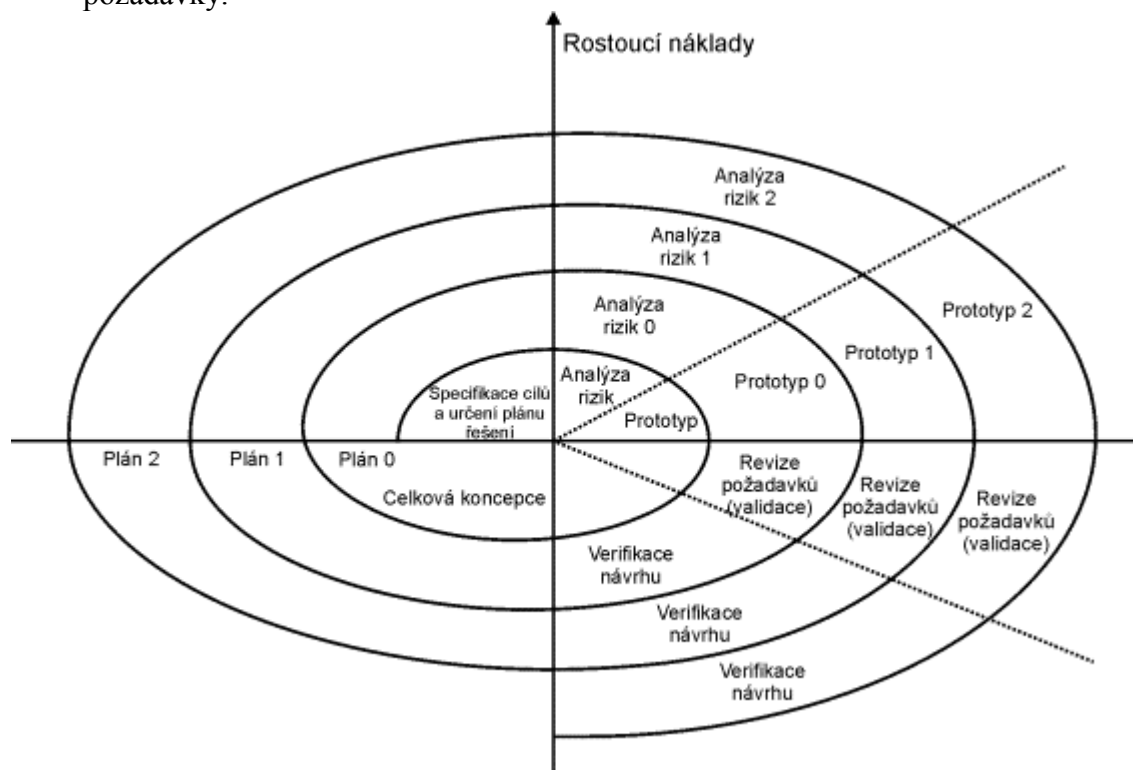 požadavky.
Rostoucí náklady
Analýza
rizik 2
Analýza
rizik 1
Analýza
rizik 0
Prototyp 2
Prototyp 1
Prototyp 0
Analýza
rizik
Specifikace cílů
a určení plánu
řešení
Prototyp
Plán 2
Plán 1
Plán 0
Celková koncepce
Revize
požadavků
(validace)
Revize
požadavků
(validace)
Revize
požadavků
(validace)
Verifikace
návrhu
Verifikace
návrhu
Verifikace
návrhu